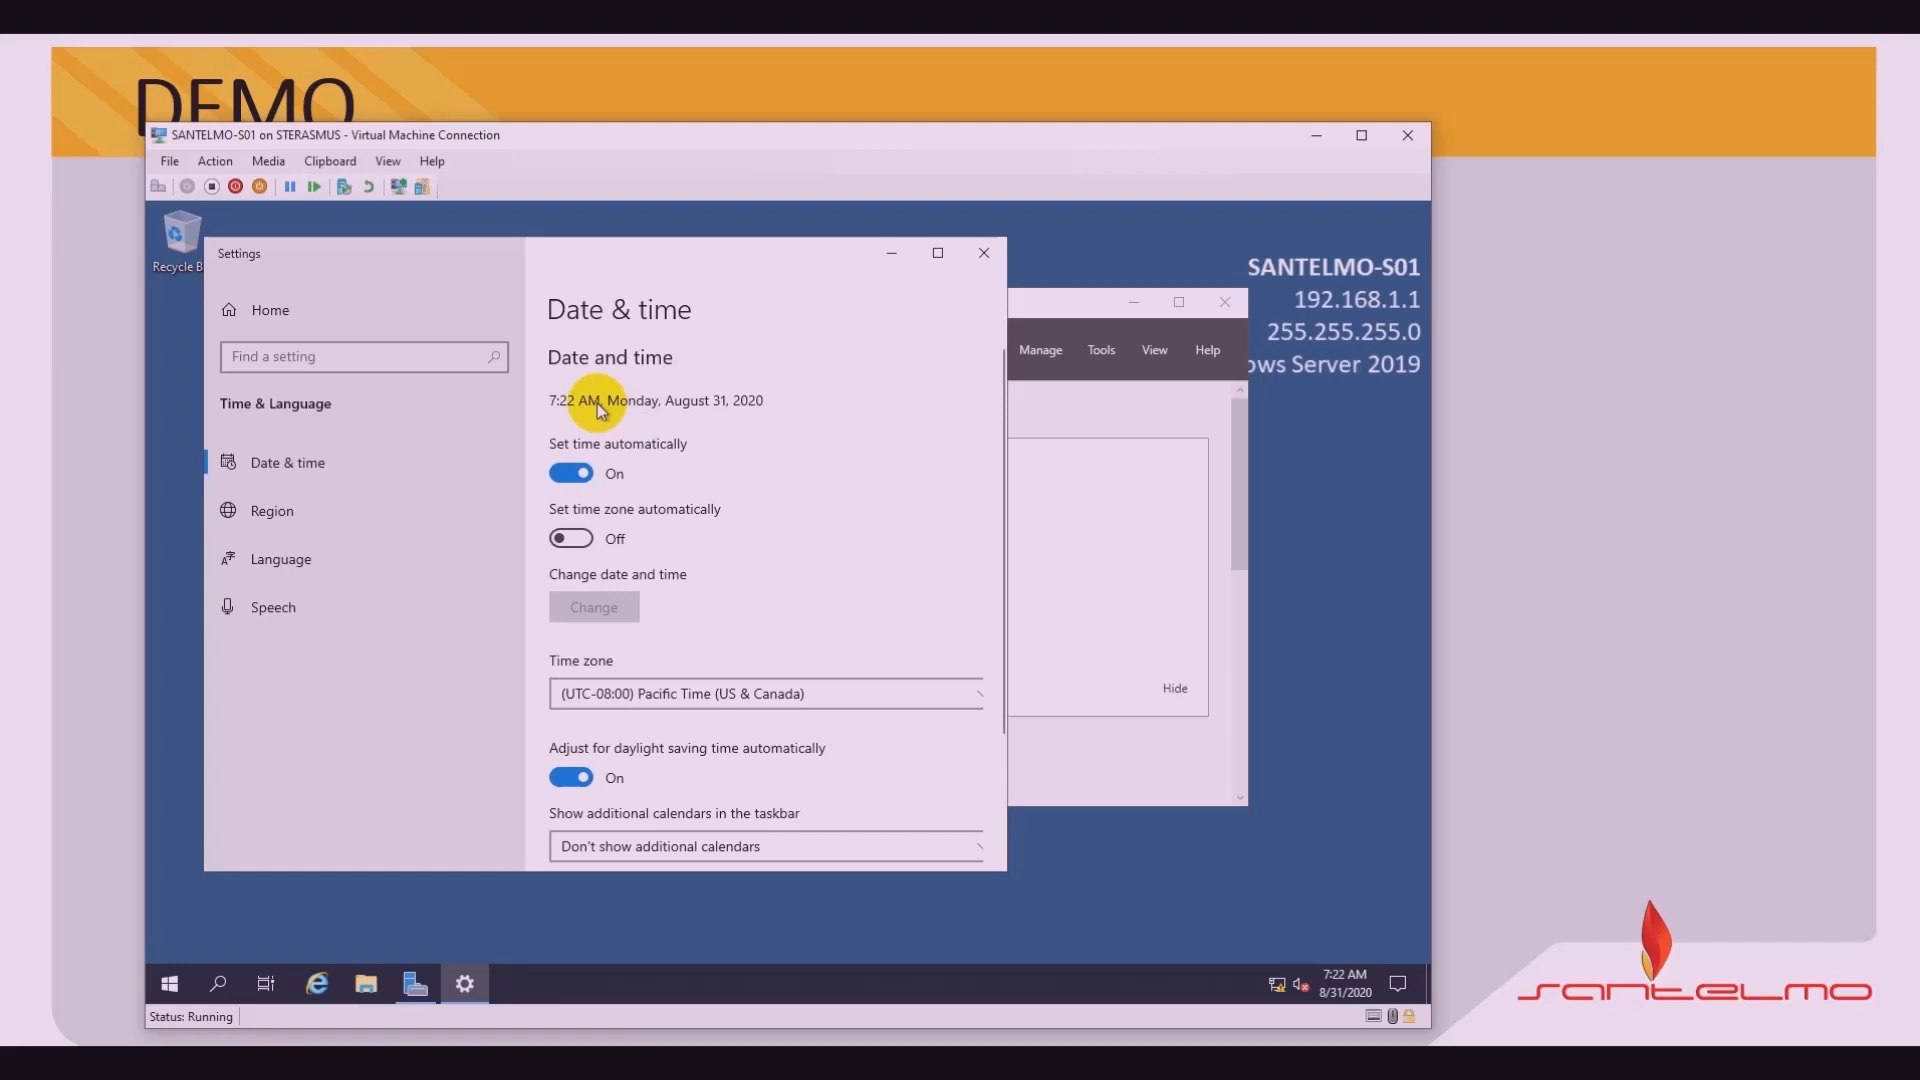 DEMO
SANTELMO-S01 on STERASMUS - Virtual Machine Connection
File Action Media Clipboard View Help
Recycle B
Settings
Home
Find a setting
Time & Language
Date & time
Region
Language
Speech
Date & time
Date and time
7:22 AM, Monday, August 31, 2020
Set time automatically
On
Set time zone automatically
Off
Change date and time
Change
Time zone
(UTC-08:00) Pacific Time (US & Canada)
Adjust for daylight saving time automatically
On
Show additional calendars in the taskbar
Don't show additional calendars
Manage Tools View Help
Hide
SANTELMO-S01
192.168.1.1
255.255.255.0
ows Server 2019
7:22 AM
8/31/2020
Status: Running
santelmo